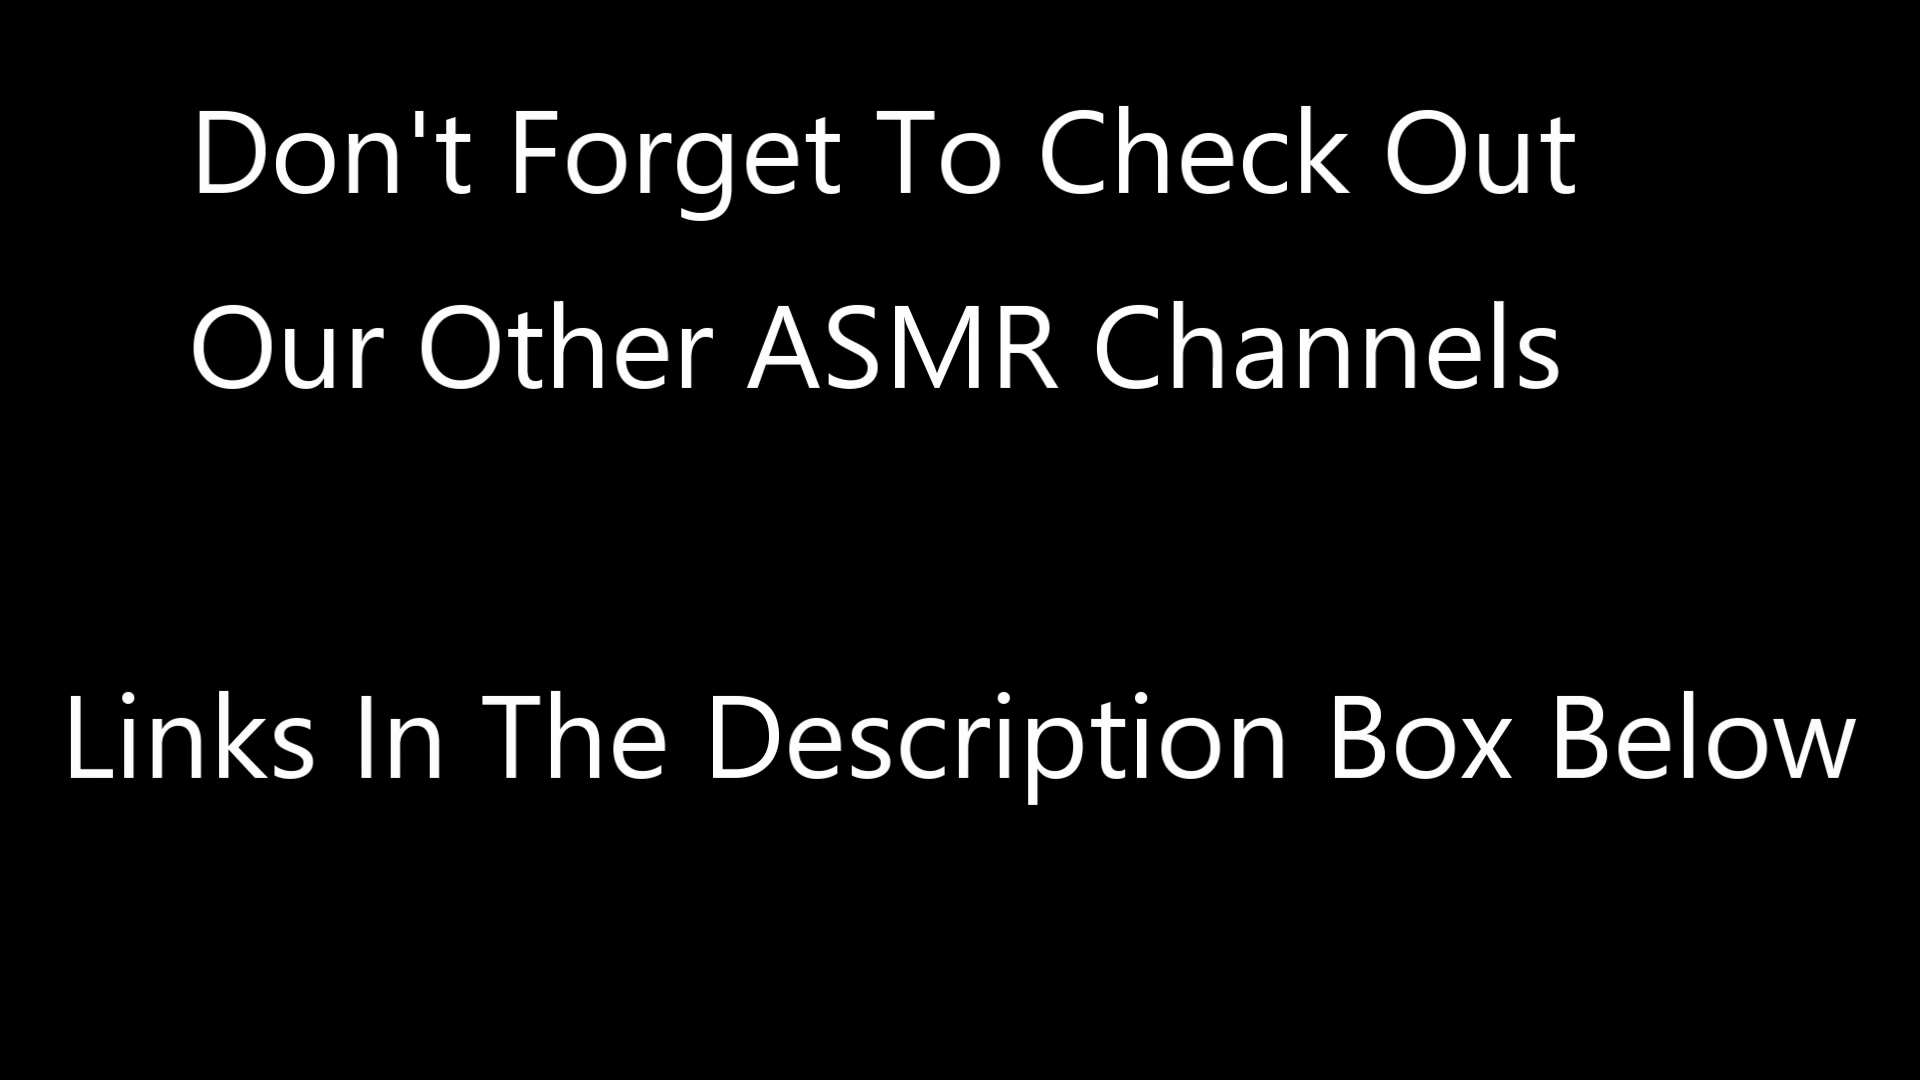 Don't Forget To Check Out
Our Other ASMR Channels
Links In The Description Box Below